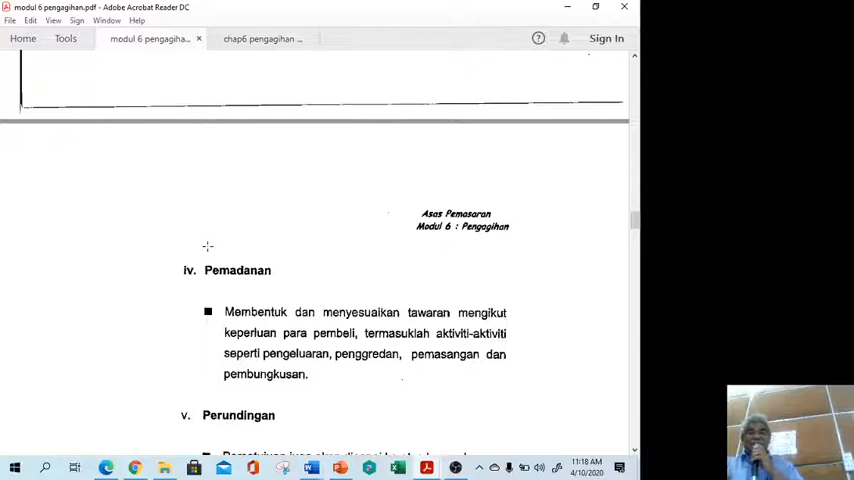 modul 6 pengagihan.pdf - Adobe Acrobat Reader DC
File Edit View Sign Window Help
Home Tools modul 6 pengagiha... × chap6 pengagihan ... Sign In
Asas Pemasaran
Modul 6 : Pengagihan
iv. Pemadanan
Membentuk dan menyesuaikan tawaran mengikut
keperluan para pembeli, termasuklah aktiviti-aktiviti
seperti pengeluaran, penggredan, pemasangan dan
pembungkusan.
v. Perundingan
11:18 AM
4/10/2020